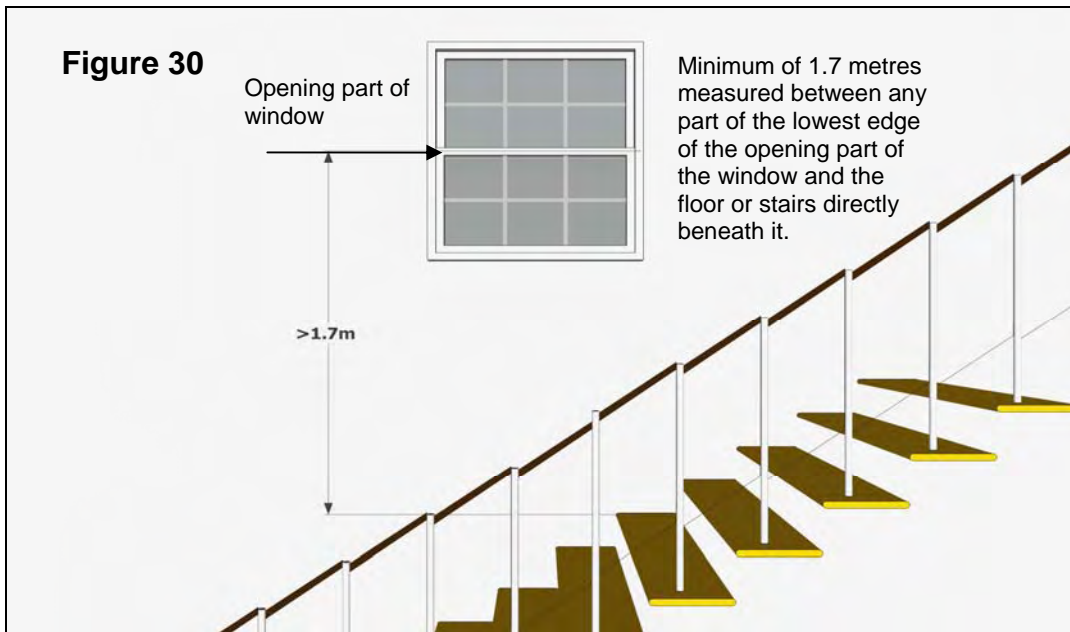 Figure 30
Opening part of
window
Minimum of 1.7 metres
measured between any
part of the lowest edge
of the opening part of
the window and the
floor or stairs directly
beneath it.
>1.7m